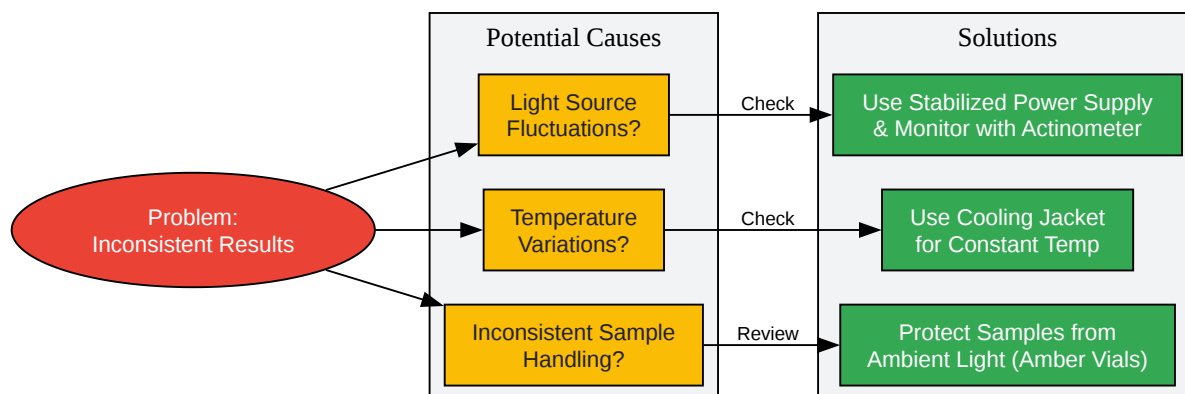 Potential Causes
Solutions
Problem:
Inconsistent Results
Light Source
Fluctuations?
Check
Use Stabilized Power Supply
& Monitor with Actinometer
Temperature
Variations?
Check
Use Cooling Jacket
for Constant Temp
Inconsistent Sample
Handling?
Review
Protect Samples from
Ambient Light (Amber Vials)